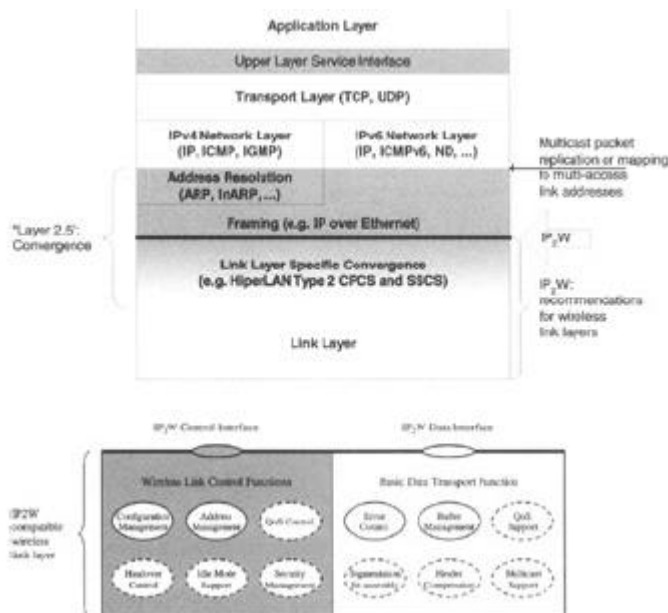 Application Layer
Upper Layer Service Interface
Transport Layer (TCP, UDP)
IPv4 Network Layer
(IP, ICMP, IGMP)
IPv6 Network Layer
(IP, ICMPv6, ND, ...)
Multicast packet
replication or mapping
to multi-access
link addresses
Address Resolution
(ARP, InARP, ...)
"Layer 2.5":
Convergence
Framing (e.g. IP over Ethernet)
IP2W
Link Layer Specific Convergence
(e.g. HiperLAN Type 2 CPCS and SSCS)
IP2W:
recommendations
for wireless
link layers
Link Layer
IP2W Control Interface
IP2W Data Interface
Wireless Link Control Functions
Basic Data Transport Function
IP2W
compatible
wireless
link layer
Configuration
Management
Address
Management
QoS Control
Error
Control
Buffer
Management
QoS
Support
Handover
Control
Idle Mode
Support
Security
Management
Segmentation/
Re-assembly
Header
Compression
Multicast
Support